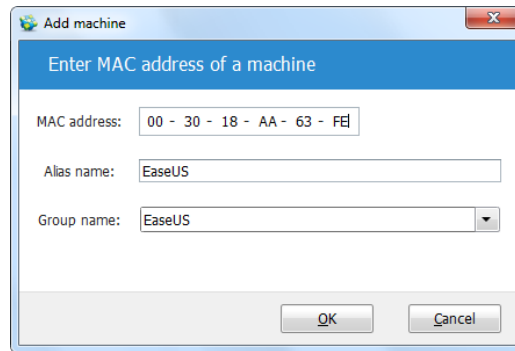 Add machine
Enter MAC address of a machine
MAC address: 00 - 30 - 18 - AA - 63 - FE
Alias name: EaseUS
Group name: EaseUS
OK Cancel